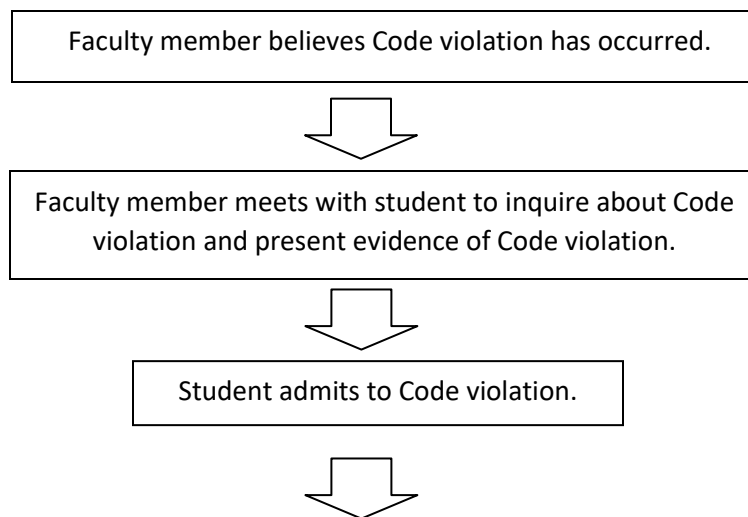 Faculty member believes Code violation has occurred.
Faculty member meets with student to inquire about Code
violation and present evidence of Code violation.
Student admits to Code violation.